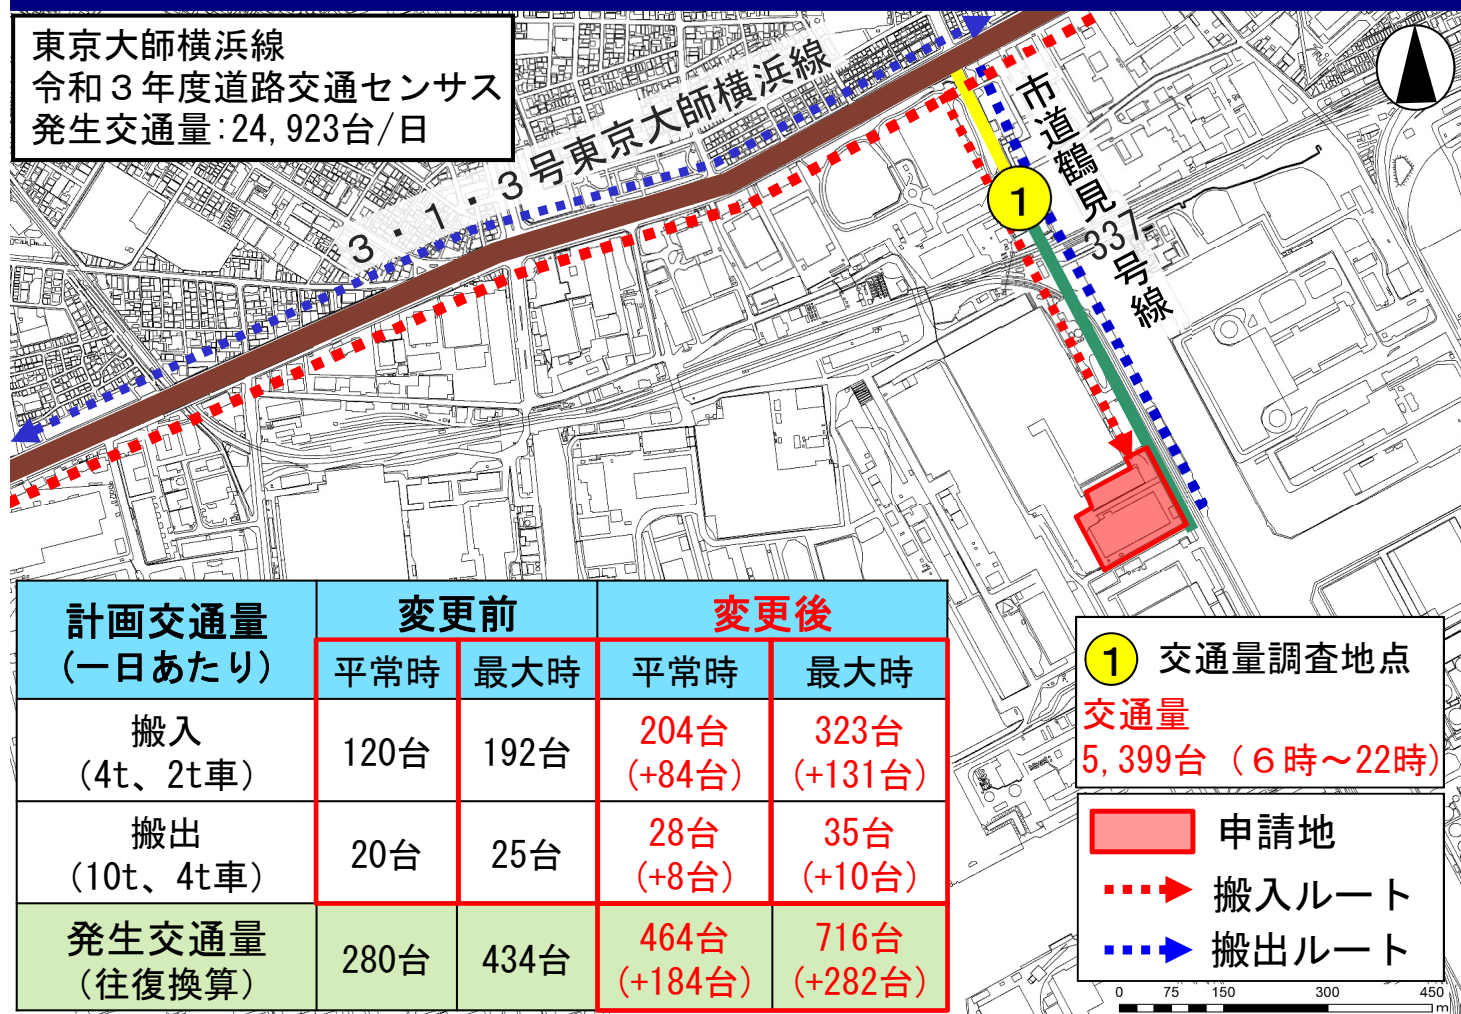 東京大師横浜線
令和３年度道路交通センサス
発生交通量:24,923台/日
3・1・3号東京大師横浜線
市道鶴見337号線
1
計画交通量
(一日あたり)
変更前
変更後
平常時
最大時
平常時
最大時
搬入
(4t、2t車)
120台
192台
204台
(+84台)
323台
(+131台)
搬出
(10t、4t車)
20台
25台
28台
(+8台)
35台
(+10台)
発生交通量
(往復換算)
280台
434台
464台
(+184台)
716台
(+282台)
1 交通量調査地点
交通量
5,399台（６時～22時)
申請地
搬入ルート
搬出ルート
0 75 150 300 450
m